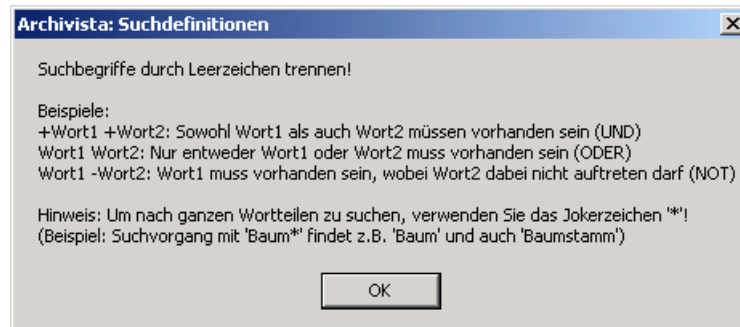 Archivista: Suchdefinitionen
Suchbegriffe durch Leerzeichen trennen!
Beispiele:
+Wort1 +Wort2: Sowohl Wort1 als auch Wort2 müssen vorhanden sein (UND)
Wort1 Wort2: Nur entweder Wort1 oder Wort2 muss vorhanden sein (ODER)
Wort1 -Wort2: Wort1 muss vorhanden sein, wobei Wort2 dabei nicht auftreten darf (NOT)
Hinweis: Um nach ganzen Wortteilen zu suchen, verwenden Sie das Jokerzeichen '*'!
(Beispiel: Suchvorgang mit 'Baum*' findet z.B. 'Baum' und auch 'Baumstamm')
OK